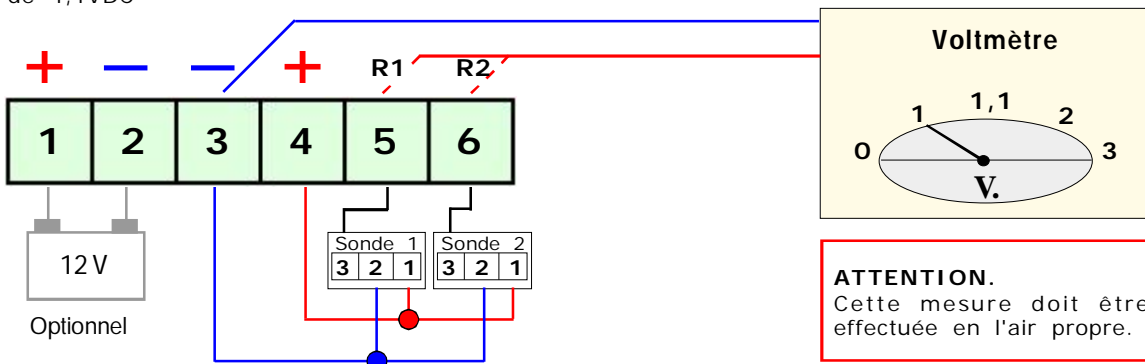 de 1,1VDC
+ − − + R1 R2
1 2 3 4 5 6
12 V
Optionnel
Sonde 1
3 2 1
Sonde 2
3 2 1
Voltmètre
0 1 1,1 2 3
V.
ATTENTION.
Cette mesure doit être
effectuée en l'air propre.